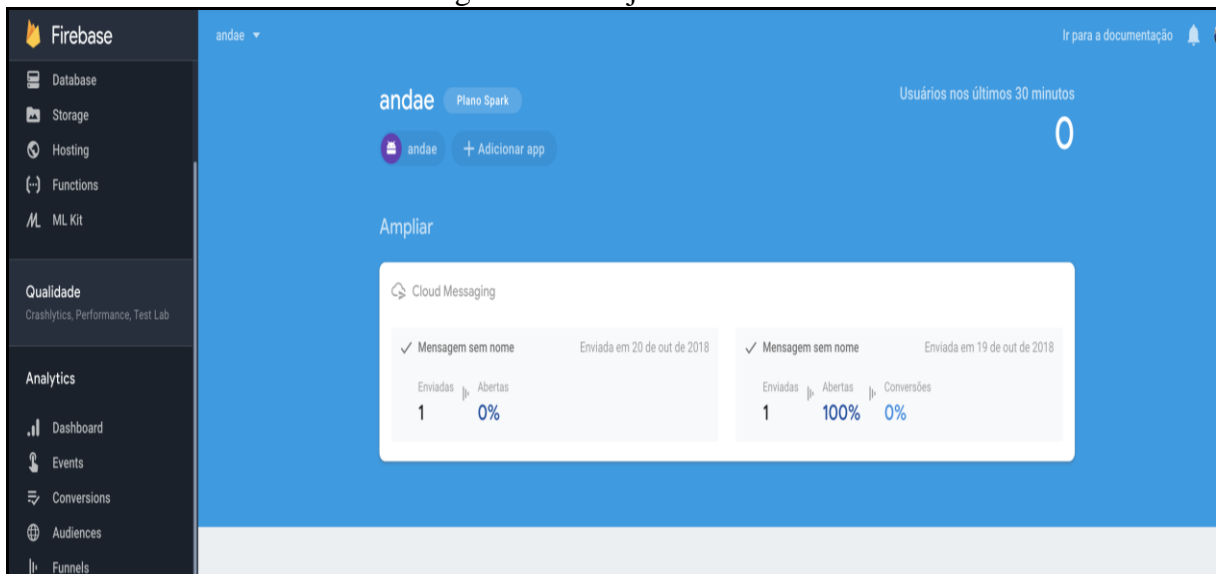 Firebase
Database
Storage
Hosting
Functions
ML Kit
Qualidade
Crashlytics, Performance, Test Lab
Analytics
Dashboard
Events
Conversions
Audiences
Funnels
andae
Ir para a documentação
andae Plano Spark
andae + Adicionar app
Usuários nos últimos 30 minutos
0
Ampliar
Cloud Messaging
Mensagem sem nome Enviada em 20 de out de 2018
Enviadas Abertas
1 0%
Mensagem sem nome Enviada em 19 de out de 2018
Enviadas Abertas Conversões
1 100% 0%